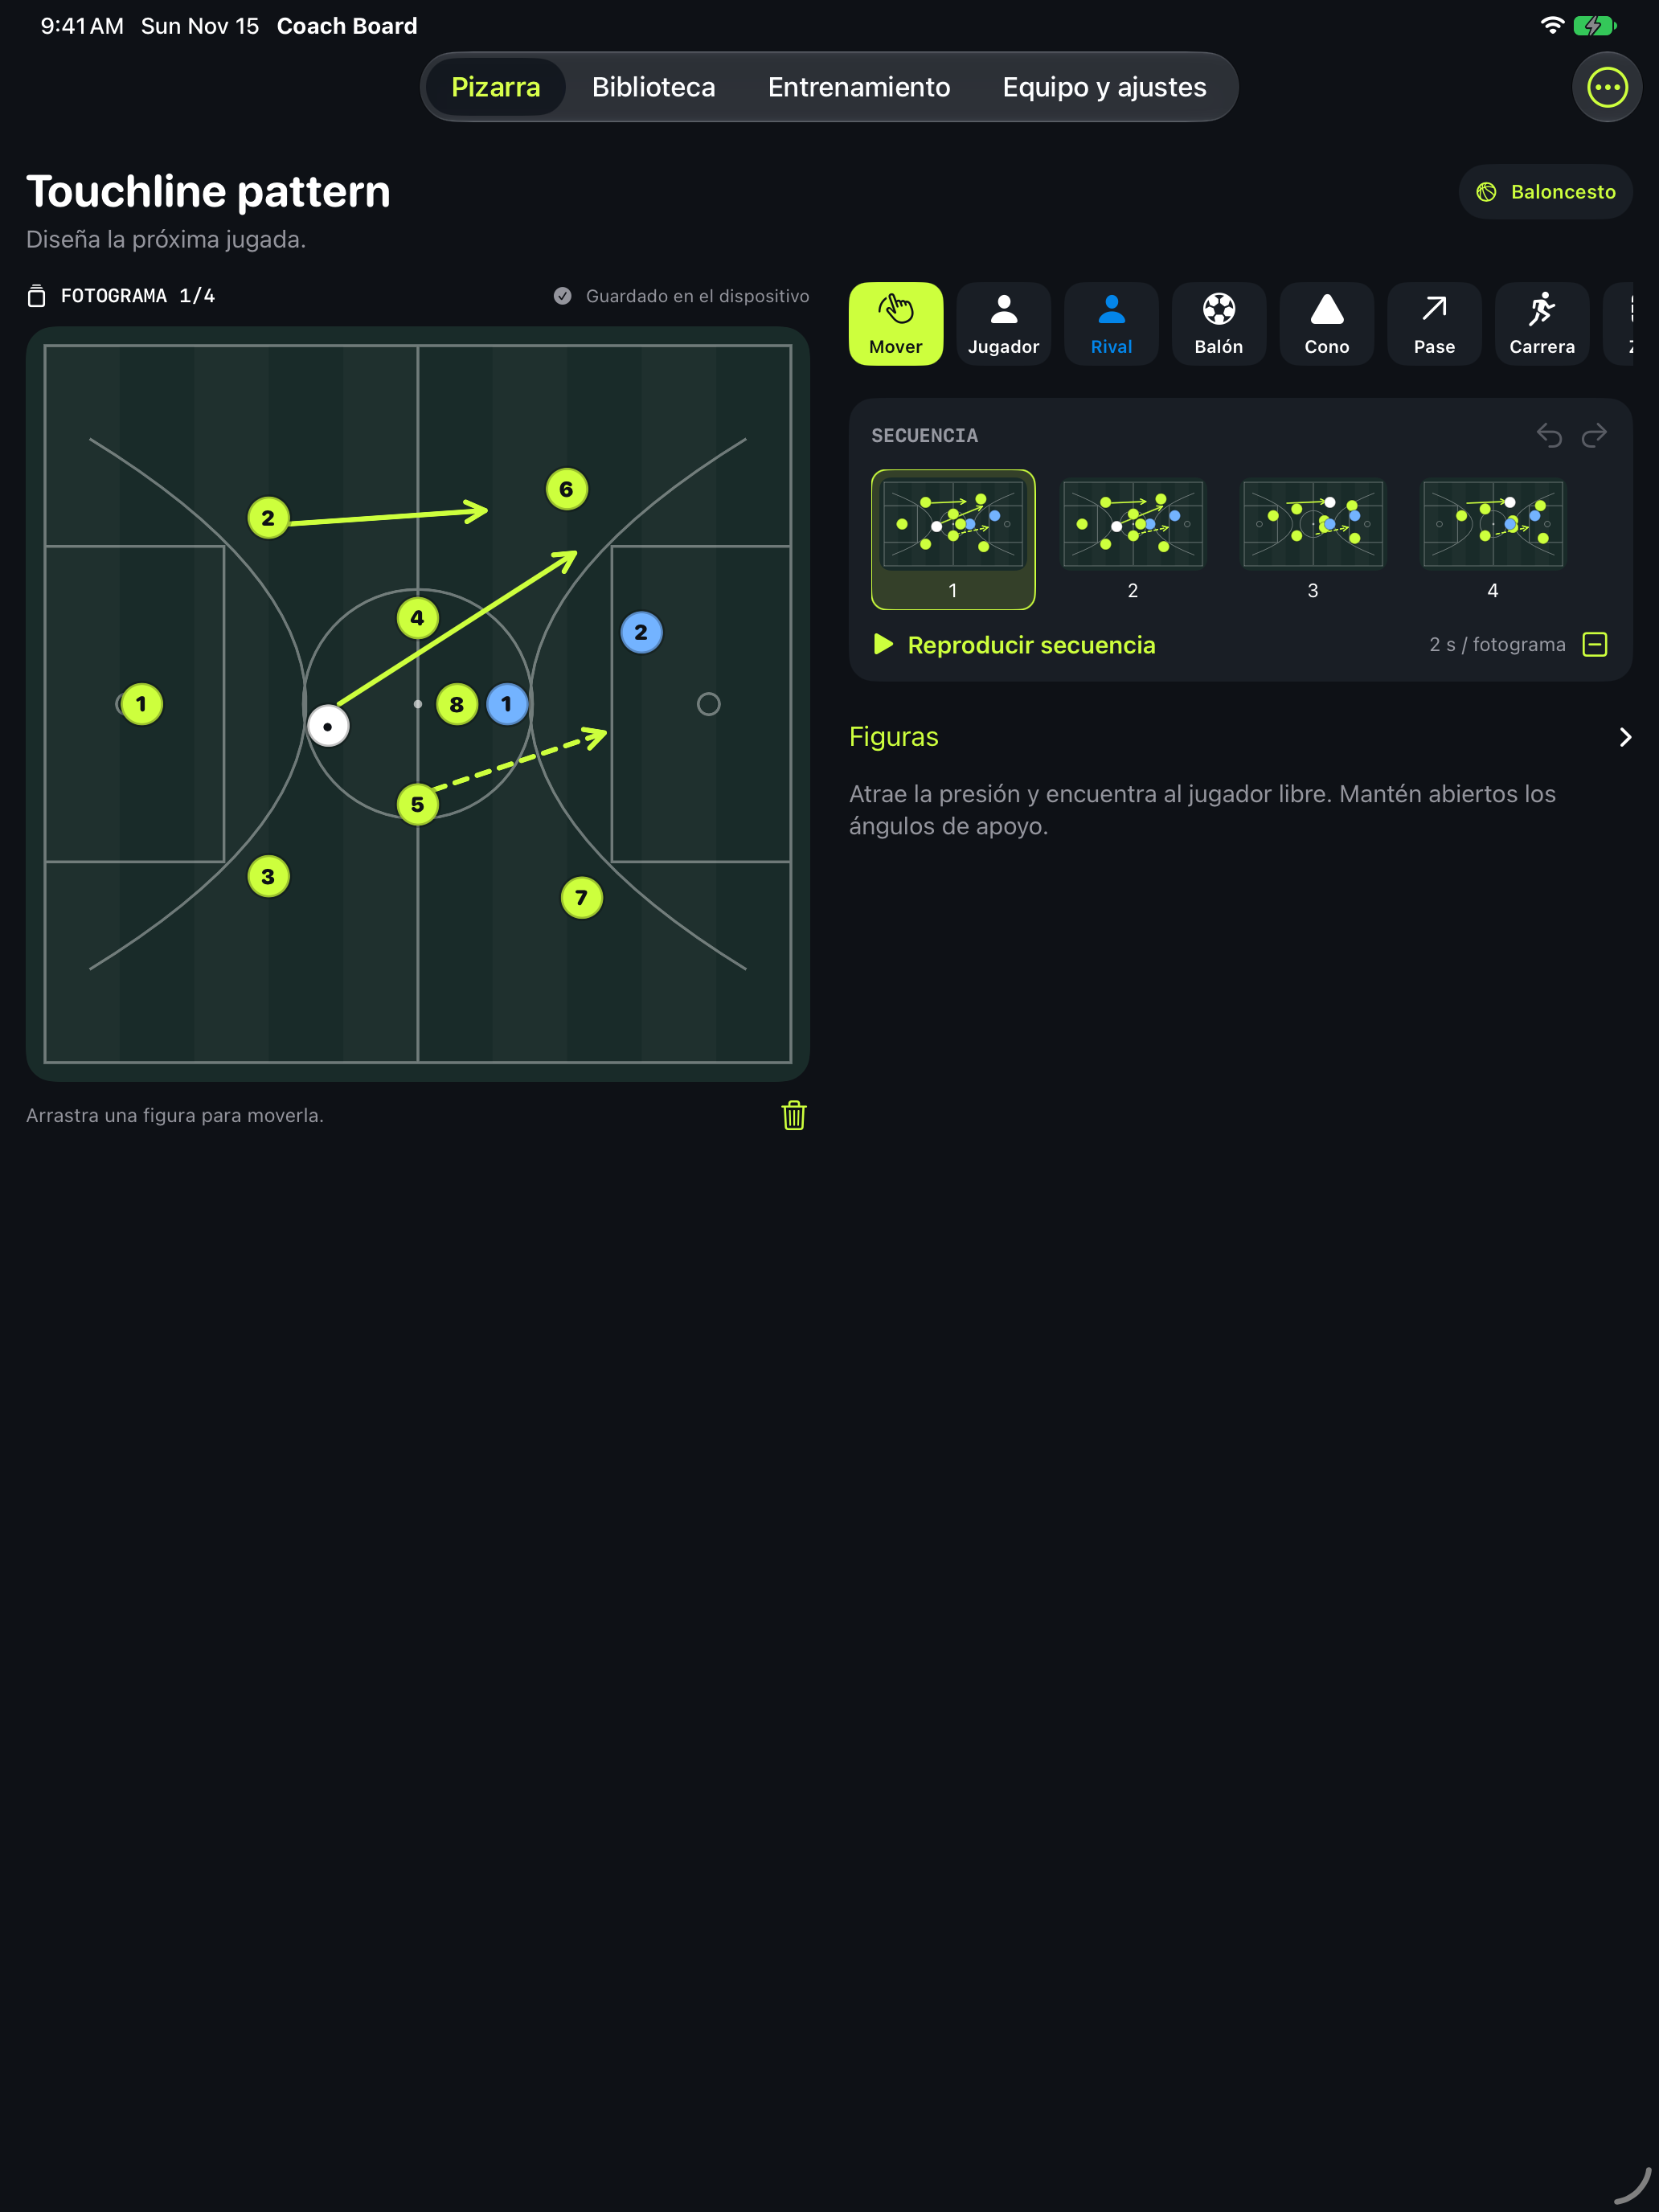 9:41 AM Sun Nov 15 Coach Board
Pizarra Biblioteca Entrenamiento Equipo y ajustes
Touchline pattern
Baloncesto
Diseña la próxima jugada.
FOTOGRAMA 1/4
Guardado en el dispositivo
6
2
4
2
1
8
1
5
3
7
Arrastra una figura para moverla.
Mover Jugador Rival Balón Cono Pase Carrera
SECUENCIA
1 2 3 4
Reproducir secuencia
2 s / fotograma
Figuras
Atrae la presión y encuentra al jugador libre. Mantén abiertos los
ángulos de apoyo.